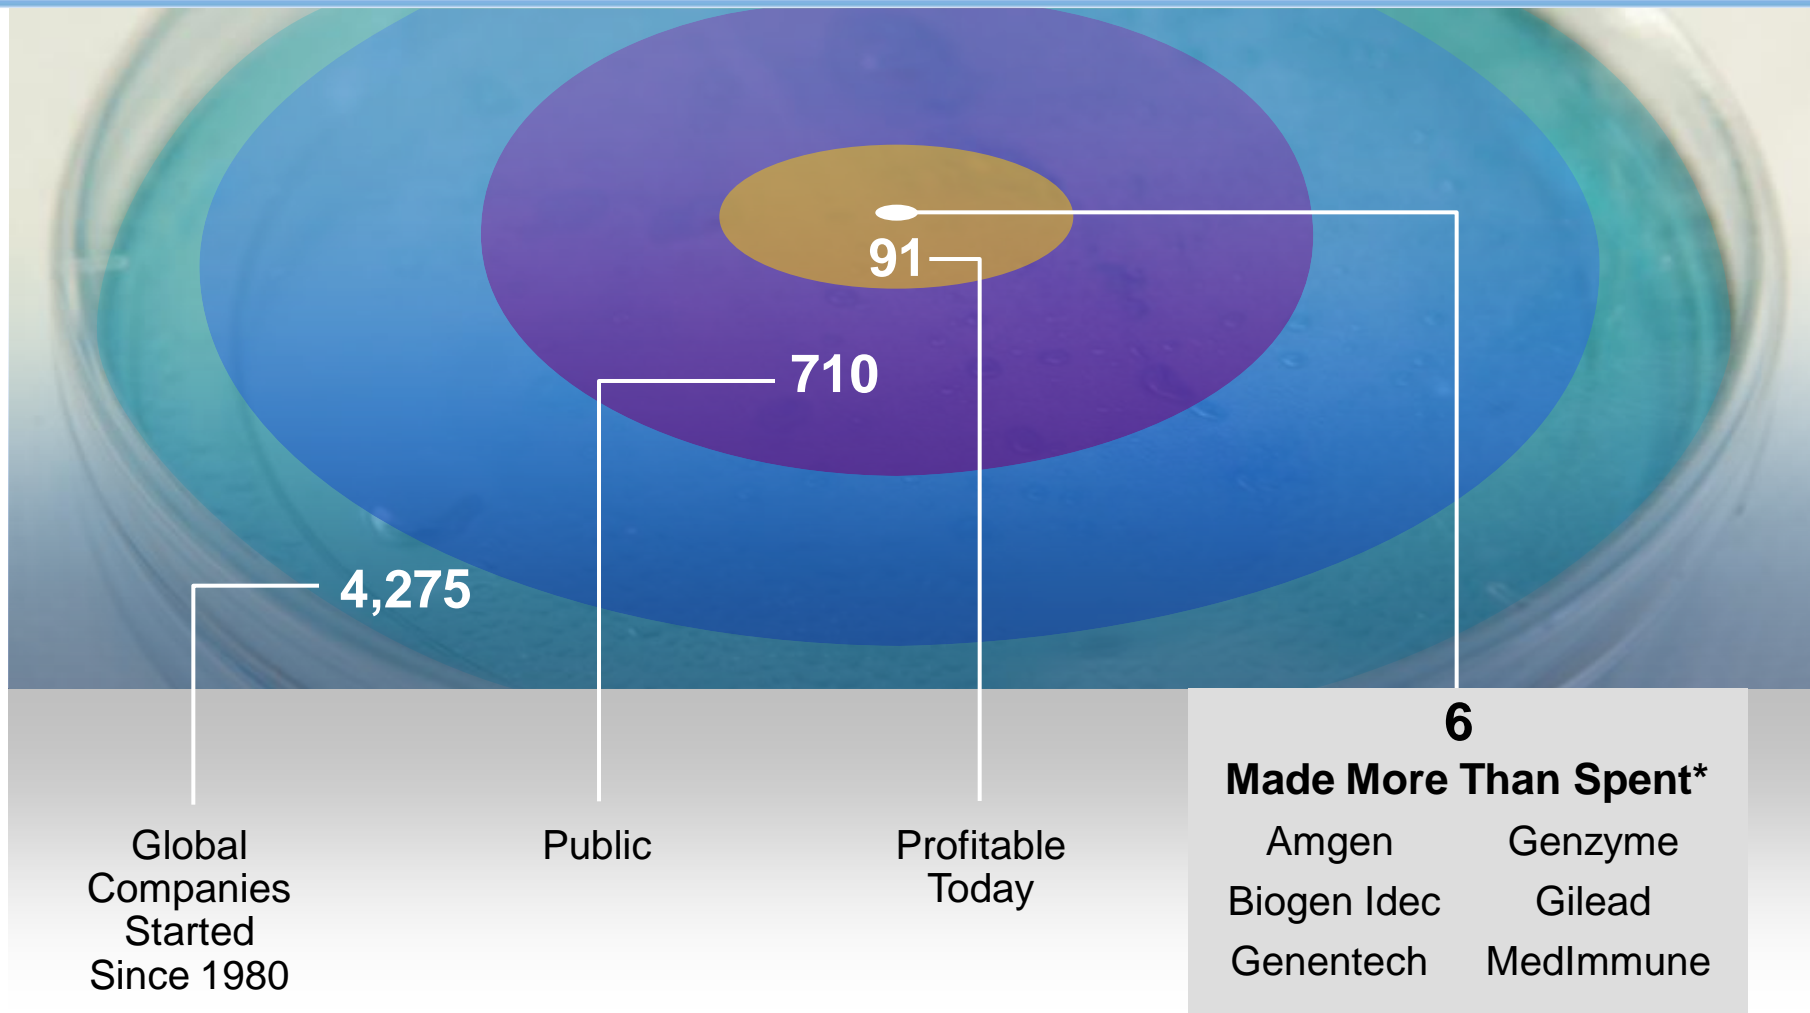 91
710
4,275
Global
Companies
Started
Since 1980
Public
Profitable
Today
6
Made More Than Spent*
Amgen Genzyme
Biogen Idec Gilead
Genentech MedImmune